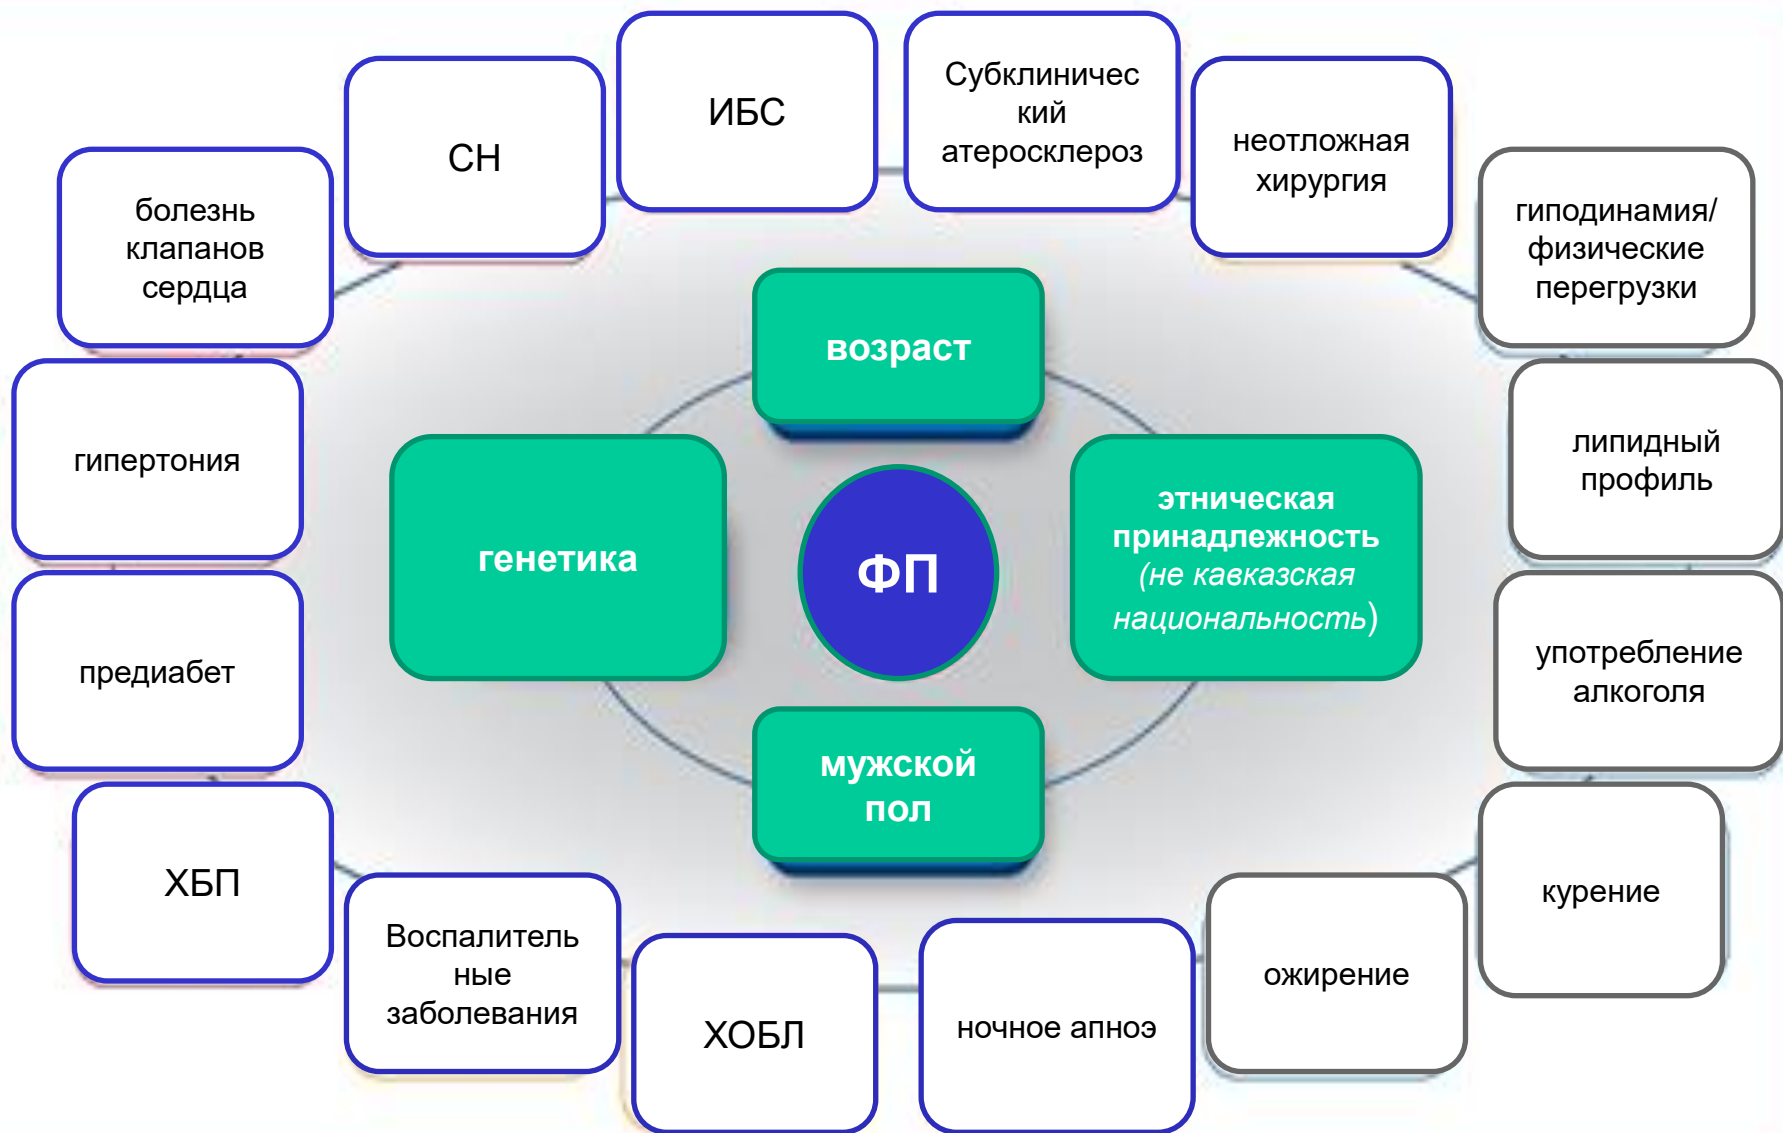 ИБС
Субклиничес
кий
атеросклероз
СН
неотложная
хирургия
болезнь
клапанов
сердца
гиподинамия/
физические
перегрузки
возраст
гипертония
липидный
профиль
генетика
ФП
этническая
принадлежность
(не кавказская
национальность)
предиабет
употребление
алкоголя
мужской
пол
ХБП
курение
Воспалитель
ные
заболевания
ХОБЛ
ночное апноэ
ожирение